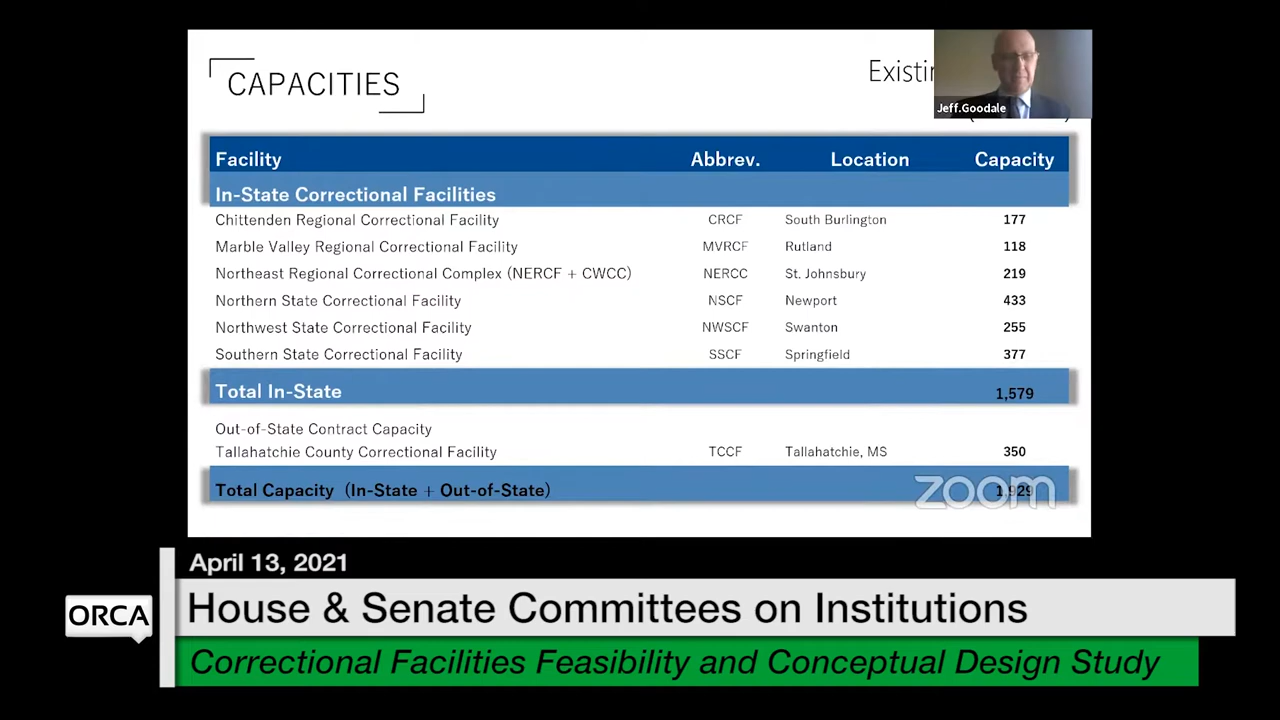 CAPACITIES
Jeff.Goodale
Facility Abbrev. Location Capacity
In-State Correctional Facilities
Chittenden Regional Correctional Facility CRCF South Burlington 177
Marble Valley Regional Correctional Facility MVRCF Rutland 118
Northeast Regional Correctional Complex (NERCF + CWCC) NERCC St. Johnsbury 219
Northern State Correctional Facility NSCF Newport 433
Northwest State Correctional Facility NWSCF Swanton 255
Southern State Correctional Facility SSCF Springfield 377
Total In-State 1,579
Out-of-State Contract Capacity
Tallahatchie County Correctional Facility TCCF Tallahatchie, MS 350
Total Capacity (In-State + Out-of-State) 1,929
zoom
April 13, 2021
ORCA
House & Senate Committees on Institutions
Correctional Facilities Feasibility and Conceptual Design Study